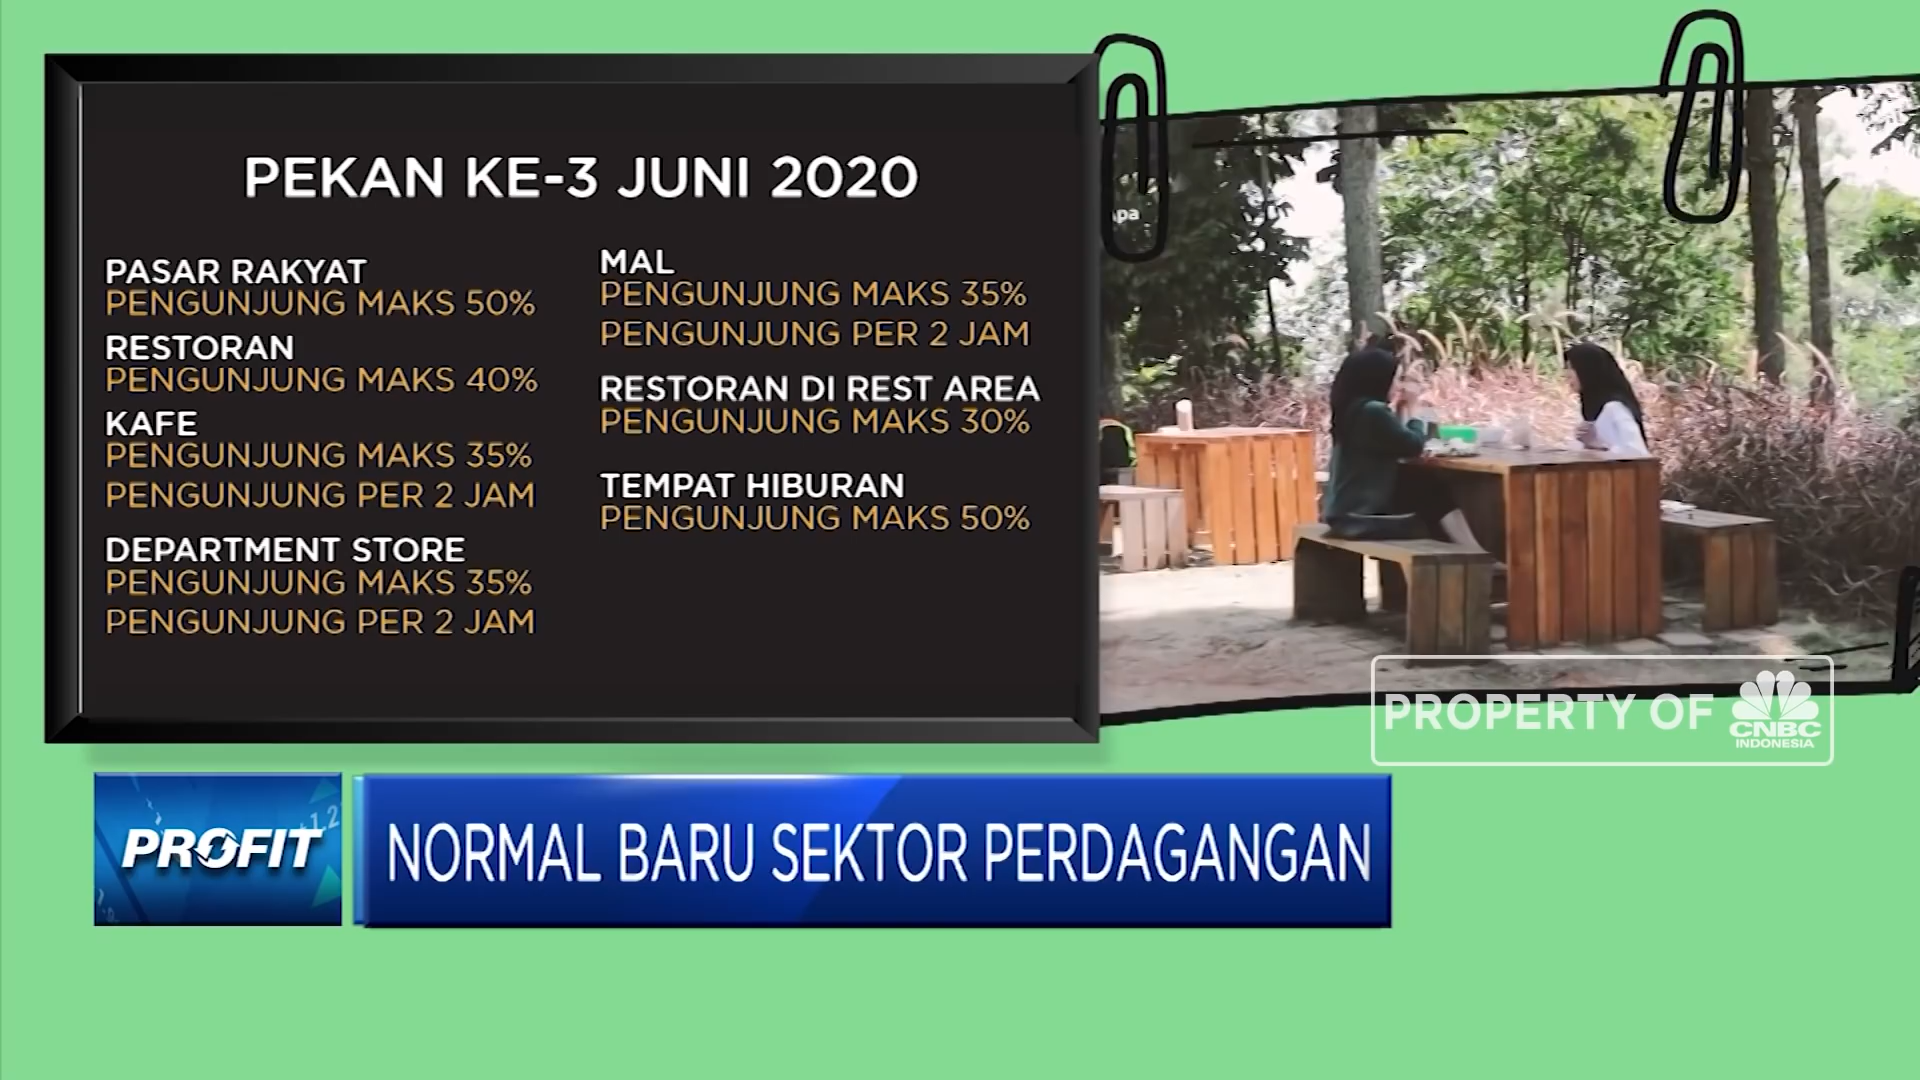 PEKAN KE-3 JUNI 2020
PASAR RAKYAT
PENGUNJUNG MAKS 50%
RESTORAN
PENGUNJUNG MAKS 40%
KAFE
PENGUNJUNG MAKS 35%
PENGUNJUNG PER 2 JAM
DEPARTMENT STORE
PENGUNJUNG MAKS 35%
PENGUNJUNG PER 2 JAM
MAL
PENGUNJUNG MAKS 35%
PENGUNJUNG PER 2 JAM
RESTORAN DI REST AREA
PENGUNJUNG MAKS 30%
TEMPAT HIBURAN
PENGUNJUNG MAKS 50%
PROPERTY OF
CNBC
INDONESIA
PROFIT
NORMAL BARU SEKTOR PERDAGANGAN